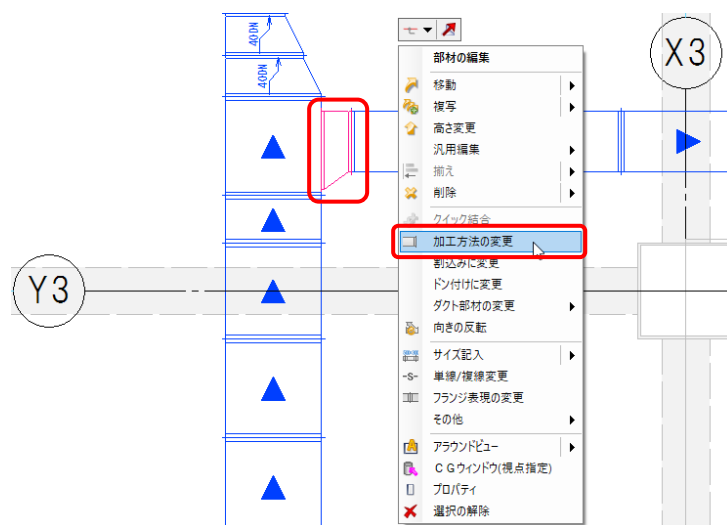 400N
400N
X3
Y3
部材の編集
移動
複写
高さ変更
汎用編集
揃え
削除
クイック結合
加工方法の変更
割込みに変更
ドン付けに変更
ダクト部材の変更
向きの反転
サイズ記入
-S- 単線/複線変更
フランジ表現の変更
その他
アラウンドビュー
CGウィンドウ(視点指定)
プロパティ
選択の解除